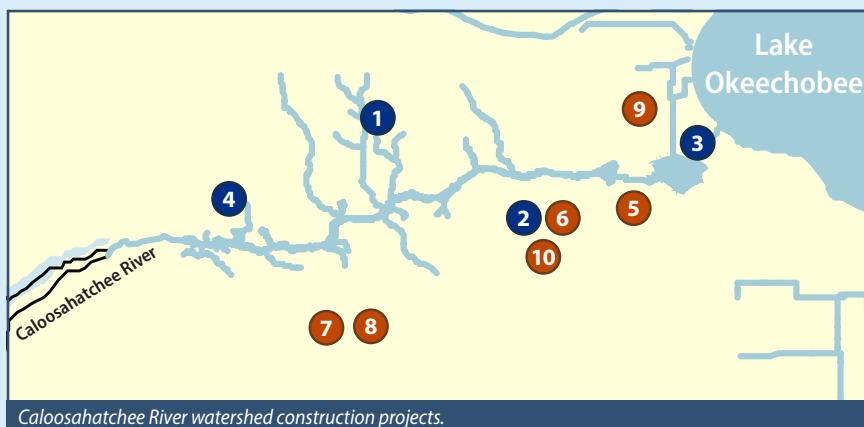 Lake
Okeechobee
9
1
3
4
5
2
6
10
Caloosahatchee River
7
8
Caloosahatchee River watershed construction projects.